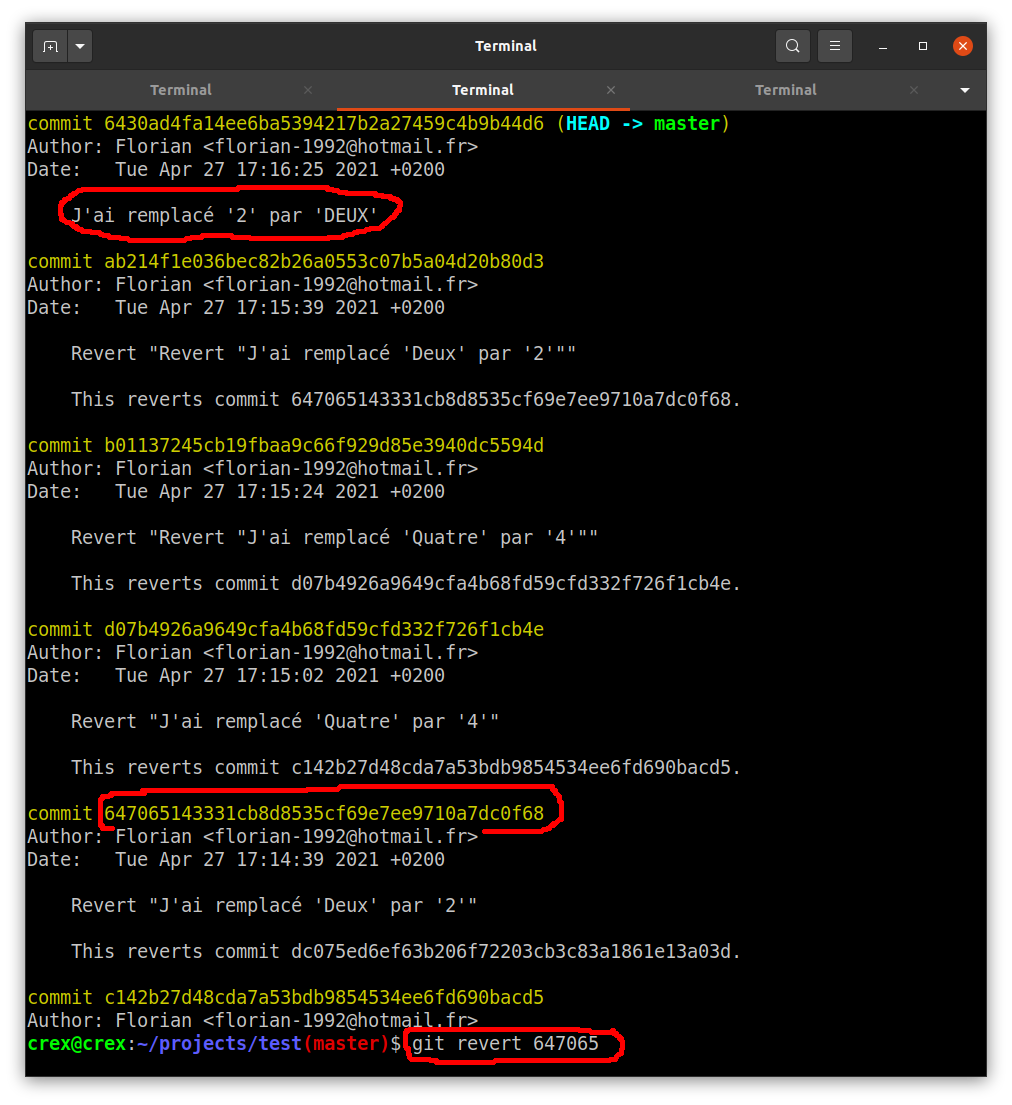 Terminal
Terminal Terminal Terminal
commit 6430ad4fa14ee6ba5394217b2a27459c4b9b44d6 (HEAD -> master)
Author: Florian <florian-1992@hotmail.fr>
Date:   Tue Apr 27 17:16:25 2021 +0200
J'ai remplacé '2' par 'DEUX'
commit ab214f1e036bec82b26a0553c07b5a04d20b80d3
Author: Florian <florian-1992@hotmail.fr>
Date:   Tue Apr 27 17:15:39 2021 +0200
Revert "Revert "J'ai remplacé 'Deux' par '2'""
This reverts commit 647065143331cb8d8535cf69e7ee9710a7dc0f68.
commit b01137245cb19fbaa9c66f929d85e3940dc5594d
Author: Florian <florian-1992@hotmail.fr>
Date:   Tue Apr 27 17:15:24 2021 +0200
Revert "Revert "J'ai remplacé 'Quatre' par '4'""
This reverts commit d07b4926a9649cfa4b68fd59cfd332f726f1cb4e.
commit d07b4926a9649cfa4b68fd59cfd332f726f1cb4e
Author: Florian <florian-1992@hotmail.fr>
Date:   Tue Apr 27 17:15:02 2021 +0200
Revert "J'ai remplacé 'Quatre' par '4'"
This reverts commit c142b27d48cda7a53bdb9854534ee6fd690bacd5.
commit 647065143331cb8d8535cf69e7ee9710a7dc0f68
Author: Florian <florian-1992@hotmail.fr>
Date:   Tue Apr 27 17:14:39 2021 +0200
Revert "J'ai remplacé 'Deux' par '2'"
This reverts commit dc075ed6ef63b206f72203cb3c83a1861e13a03d.
commit c142b27d48cda7a53bdb9854534ee6fd690bacd5
Author: Florian <florian-1992@hotmail.fr>
crex@crex:~/projects/test(master)$ git revert 647065